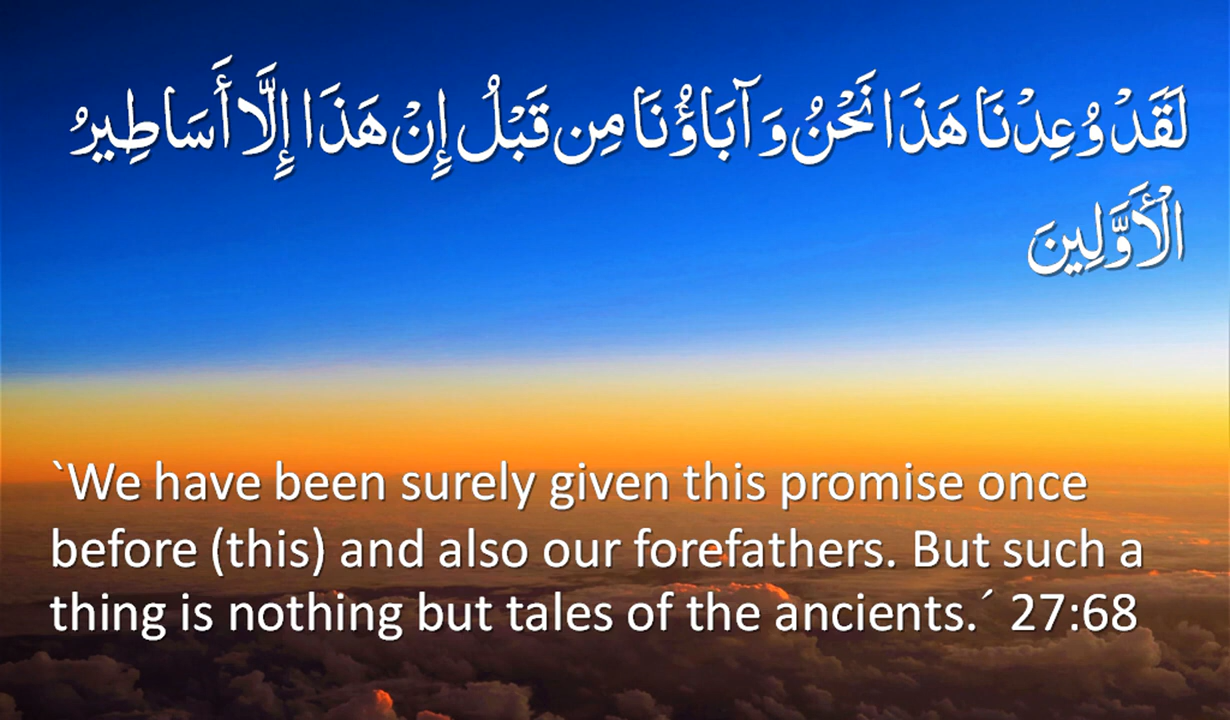 لَقَدْ وُعِدْنَا هَذَا نَحْنُ وَآبَاؤُنَا مِن قَبْلُ إِنْ هَذَا إِلَّا أَسَاطِيرُ
الْأَوَّلِينَ
`We have been surely given this promise once
before (this) and also our forefathers. But such a
thing is nothing but tales of the ancients.´ 27:68